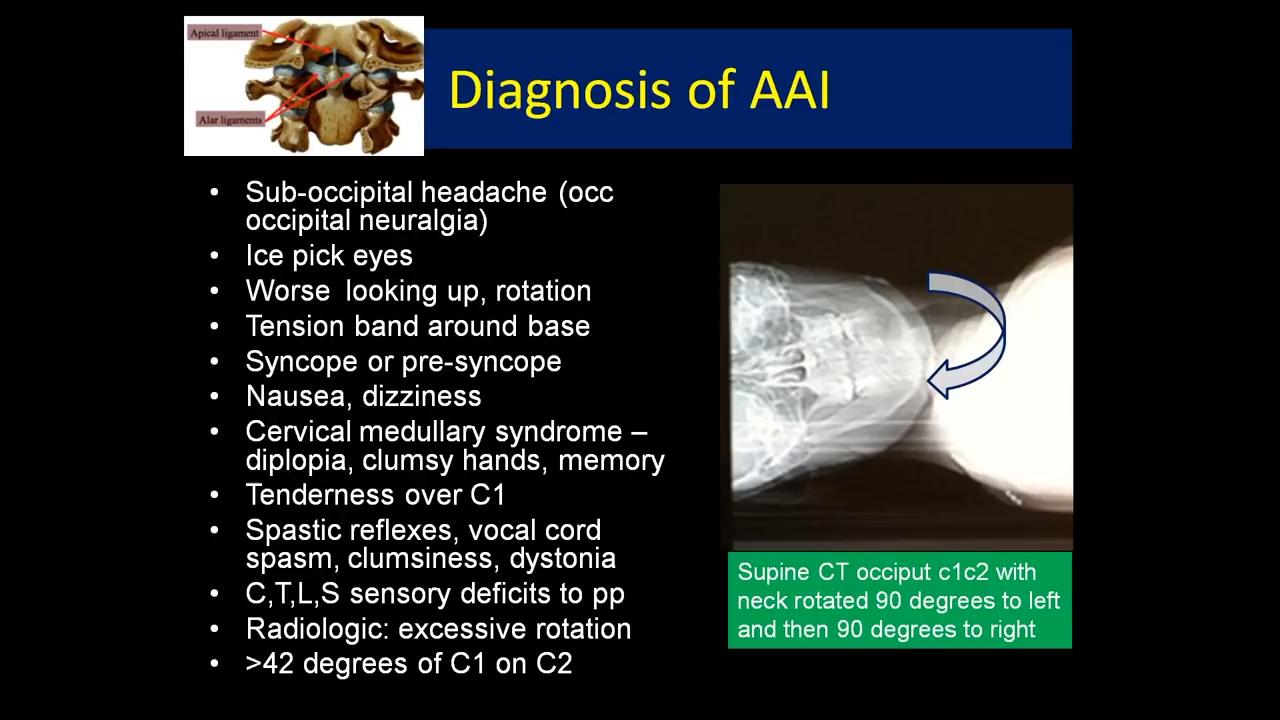 Apical ligament
Alar ligaments
Diagnosis of AAI
• Sub-occipital headache (occ
occipital neuralgia)
• Ice pick eyes
• Worse looking up, rotation
• Tension band around base
• Syncope or pre-syncope
• Nausea, dizziness
• Cervical medullary syndrome –
diplopia, clumsy hands, memory
• Tenderness over C1
• Spastic reflexes, vocal cord
spasm, clumsiness, dystonia
• C,T,L,S sensory deficits to pp
• Radiologic: excessive rotation
• >42 degrees of C1 on C2
Supine CT occiput c1c2 with
neck rotated 90 degrees to left
and then 90 degrees to right